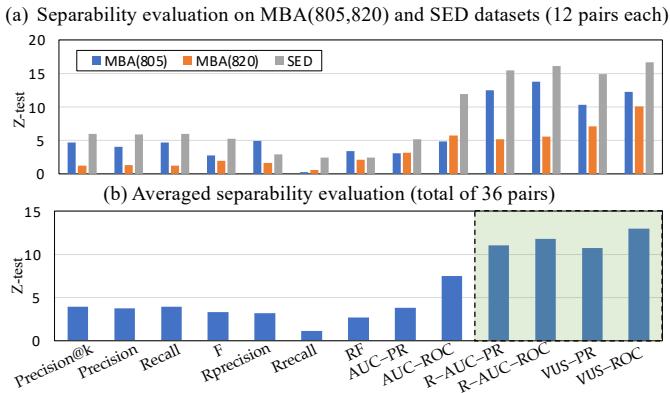 (a) Separability evaluation on MBA(805,820) and SED datasets (12 pairs each)
20
15
10
5
0
Z-test
MBA(805) MBA(820) SED
(b) Averaged separability evaluation (total of 36 pairs)
15
10
5
0
Z-test
Precision@k Precision Recall F Rprecision Rrecall RF AUC-PR AUC-ROC R-AUC-PR R-AUC-ROC VUS-PR VUS-ROC